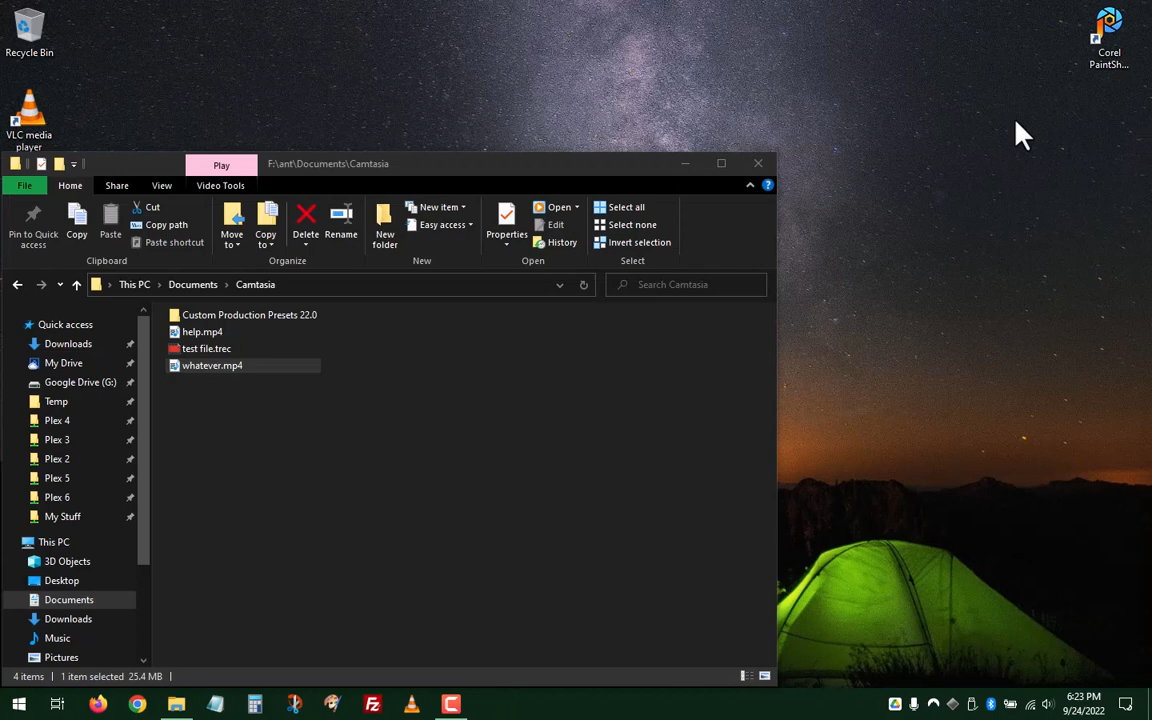 Recycle Bin
Corel
PaintSh...
VLC media
player
Play
F:\ant\Documents\Camtasia
File
Home
Share
View
Video Tools
Pin to Quick
access
Copy
Paste
Cut
Copy path
Paste shortcut
Clipboard
Move
to
Copy
to
Delete
Rename
Organize
New
folder
New item
Easy access
New
Properties
Open
Edit
History
Open
Select all
Select none
Invert selection
Select
This PC
Documents
Camtasia
Search Camtasia
Quick access
Downloads
My Drive
Google Drive (G:)
Temp
Plex 4
Plex 3
Plex 2
Plex 5
Plex 6
My Stuff
This PC
3D Objects
Desktop
Documents
Downloads
Music
Pictures
Custom Production Presets 22.0
help.mp4
test file.trec
whatever.mp4
4 items
1 item selected 25.4 MB
6:23 PM
9/24/2022